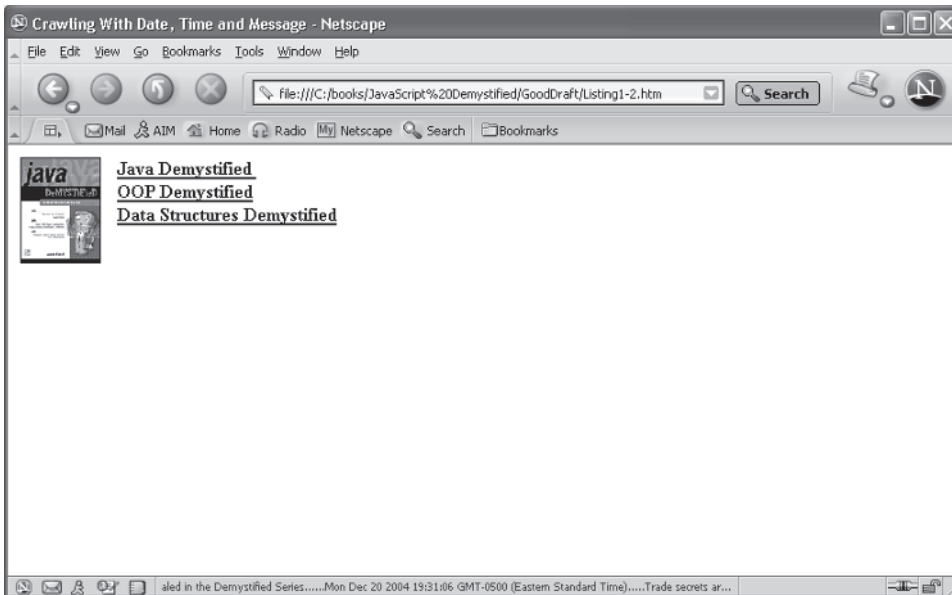 Crawling With Date, Time and Message - Netscape
File Edit View Go Bookmarks Tools Window Help
file:///C:/books/JavaScript%20Demystified/GoodDraft/Listing1-2.htm Search N
Mail AIM Home Radio My Netscape Search Bookmarks
java
DeMYSTiFieD
Java Demystified
OOP Demystified
Data Structures Demystified
aled in the Demystified Series......Mon Dec 20 2004 19:31:06 GMT-0500 (Eastern Standard Time).....Trade secrets ar...